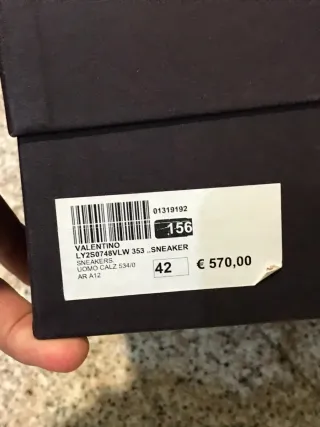 01319192
156
VALENTINO
LY2S0748VLW 353 ..SNEAKER
SNEAKERS
UOMO CALZ 534/0
AR A12
42
€ 570,00